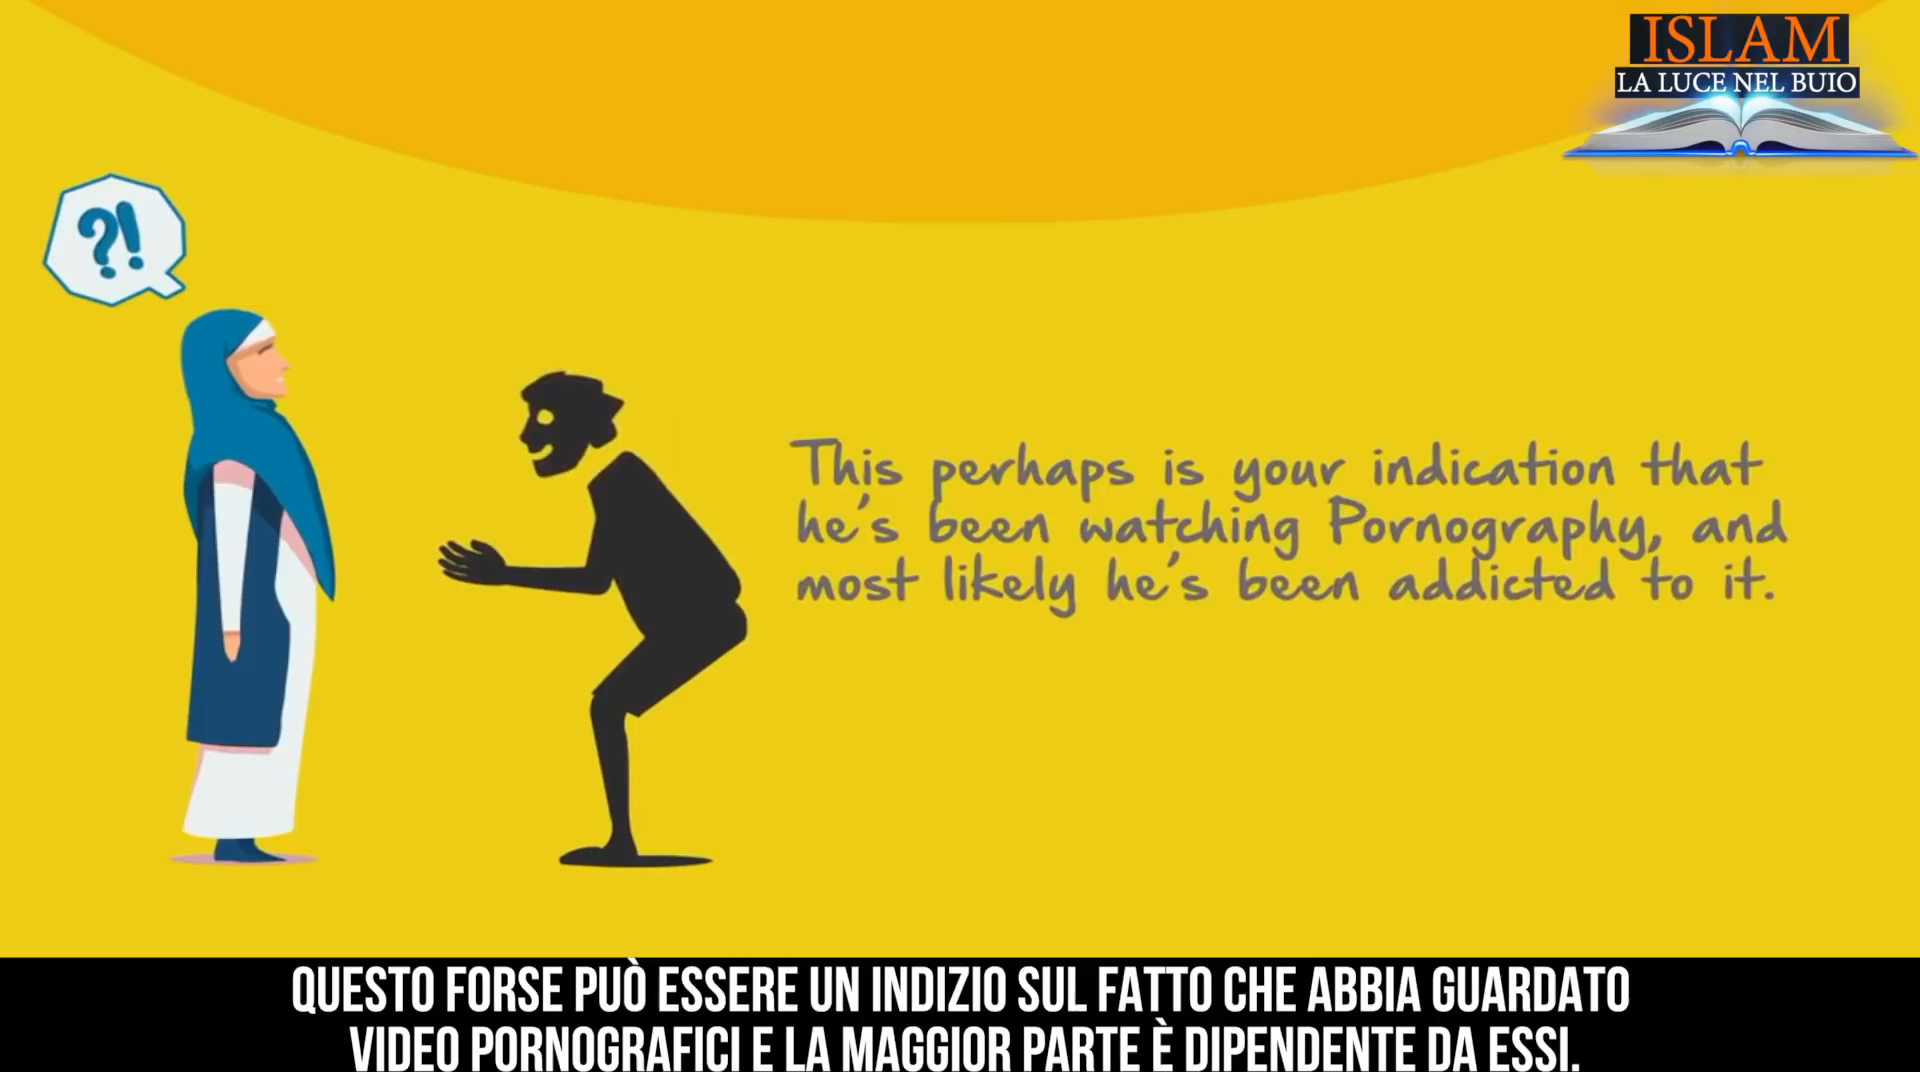 ISLAM
LA LUCE NEL BUIO
?!
This perhaps is your indication that
he's been watching Pornography, and
most likely he's been addicted to it.
QUESTO FORSE PUÒ ESSERE UN INDIZIO SUL FATTO CHE ABBIA GUARDATO
VIDEO PORNOGRAFICI E LA MAGGIOR PARTE È DIPENDENTE DA ESSI.